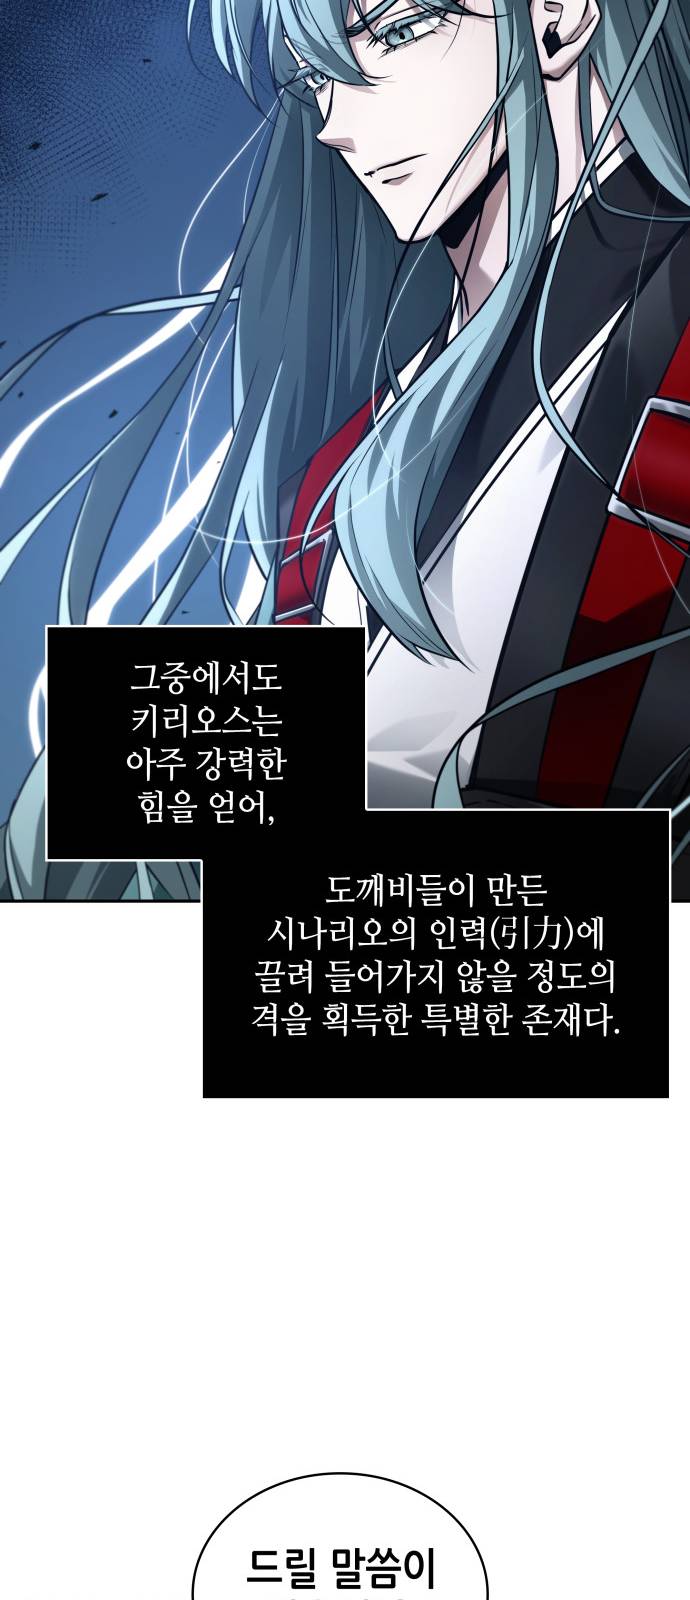 그중에서도
키리오스는
아주 강력한
힘을 얻어,
도깨비들이 만든
시나리오의 인력(引力)에
끌려 들어가지 않을 정도의
격을 획득한 특별한 존재다.
드릴 말씀이